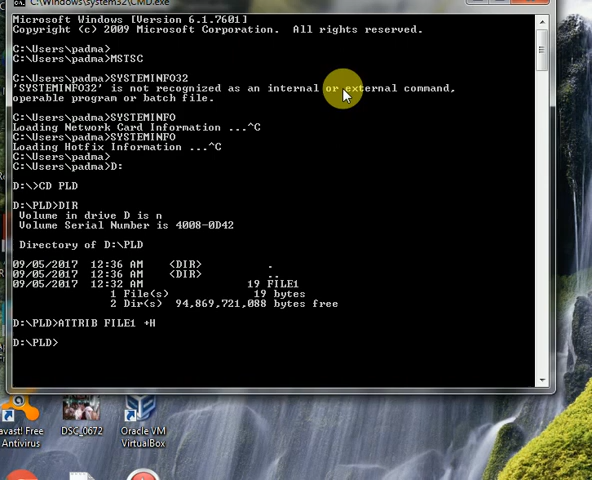 C:\Windows\system32\CMD.exe
Microsoft Windows [Version 6.1.7601]
Copyright (c) 2009 Microsoft Corporation. All rights reserved.
C:\Users\padma>
C:\Users\padma>MSTSC
C:\Users\padma>SYSTEMINFO32
'SYSTEMINFO32' is not recognized as an internal or external command,
operable program or batch file.
C:\Users\padma>SYSTEMINFO
Loading Network Card Information ...^C
C:\Users\padma>SYSTEMINFO
Loading Hotfix Information ...^C
C:\Users\padma>
C:\Users\padma>D:
D:\>CD PLD
D:\PLD>DIR
Volume in drive D is n
Volume Serial Number is 4008-0D42
Directory of D:\PLD
09/05/2017 12:36 AM <DIR> .
09/05/2017 12:36 AM <DIR> ..
09/05/2017 12:32 AM 19 FILE1
1 File(s) 19 bytes
2 Dir(s) 94,869,721,088 bytes free
D:\PLD>ATTRIB FILE1 +H
D:\PLD>
avast! Free
Antivirus
DSC_0672
Oracle VM
VirtualBox